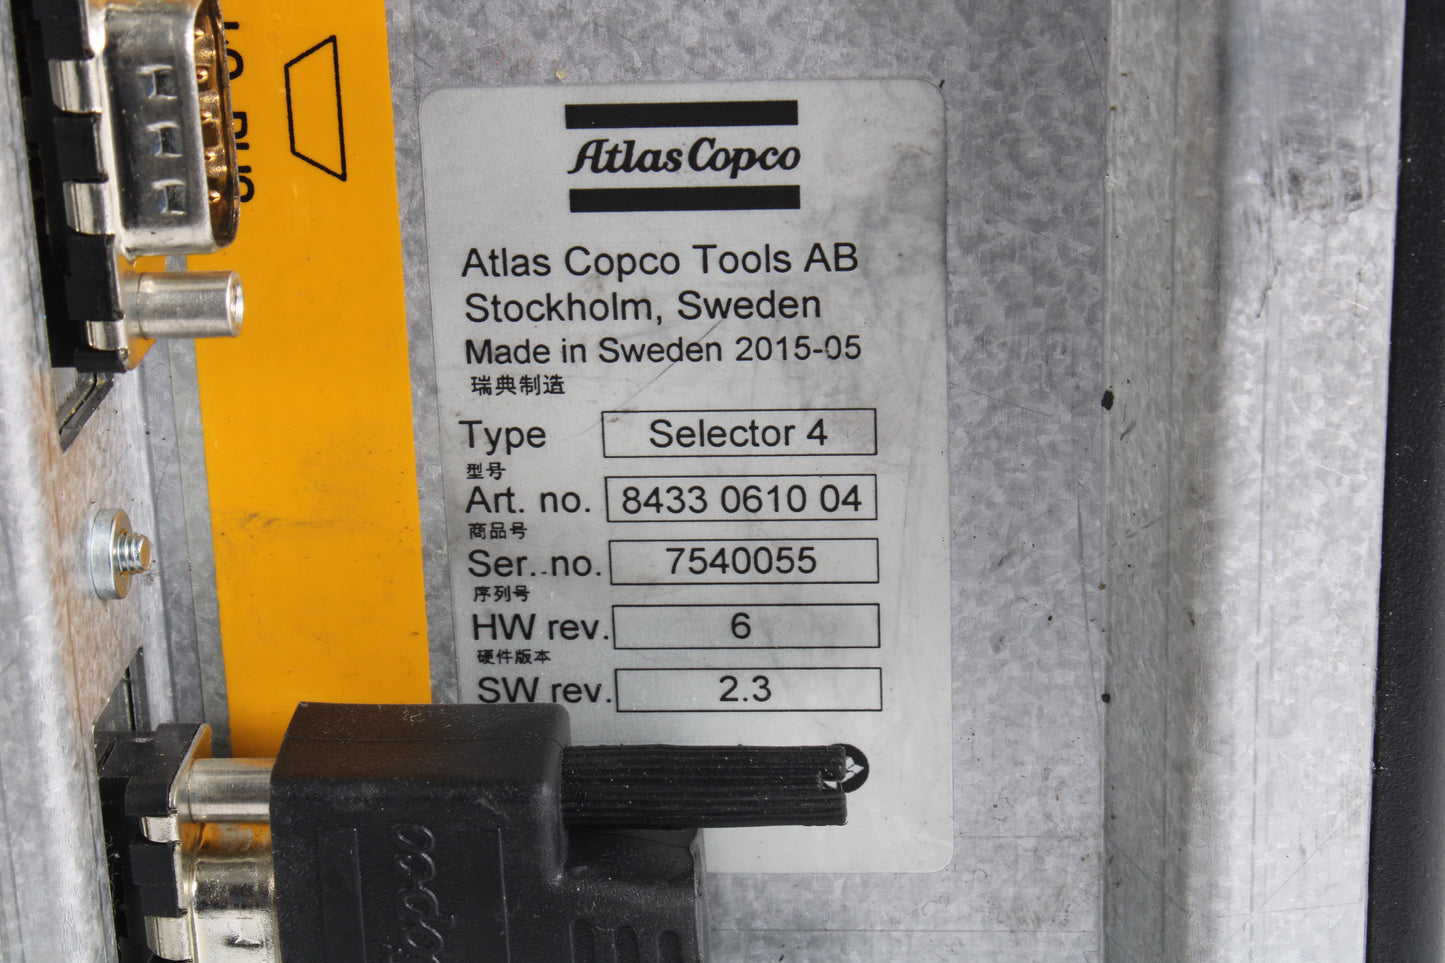 I/O BUS
Atlas Copco
Atlas Copco Tools AB
Stockholm, Sweden
Made in Sweden 2015-05
瑞典制造
Type Selector 4
型号
Art. no. 8433 0610 04
商品号
Ser. no. 7540055
序列号
HW rev. 6
硬件版本
SW rev. 2.3
Copco